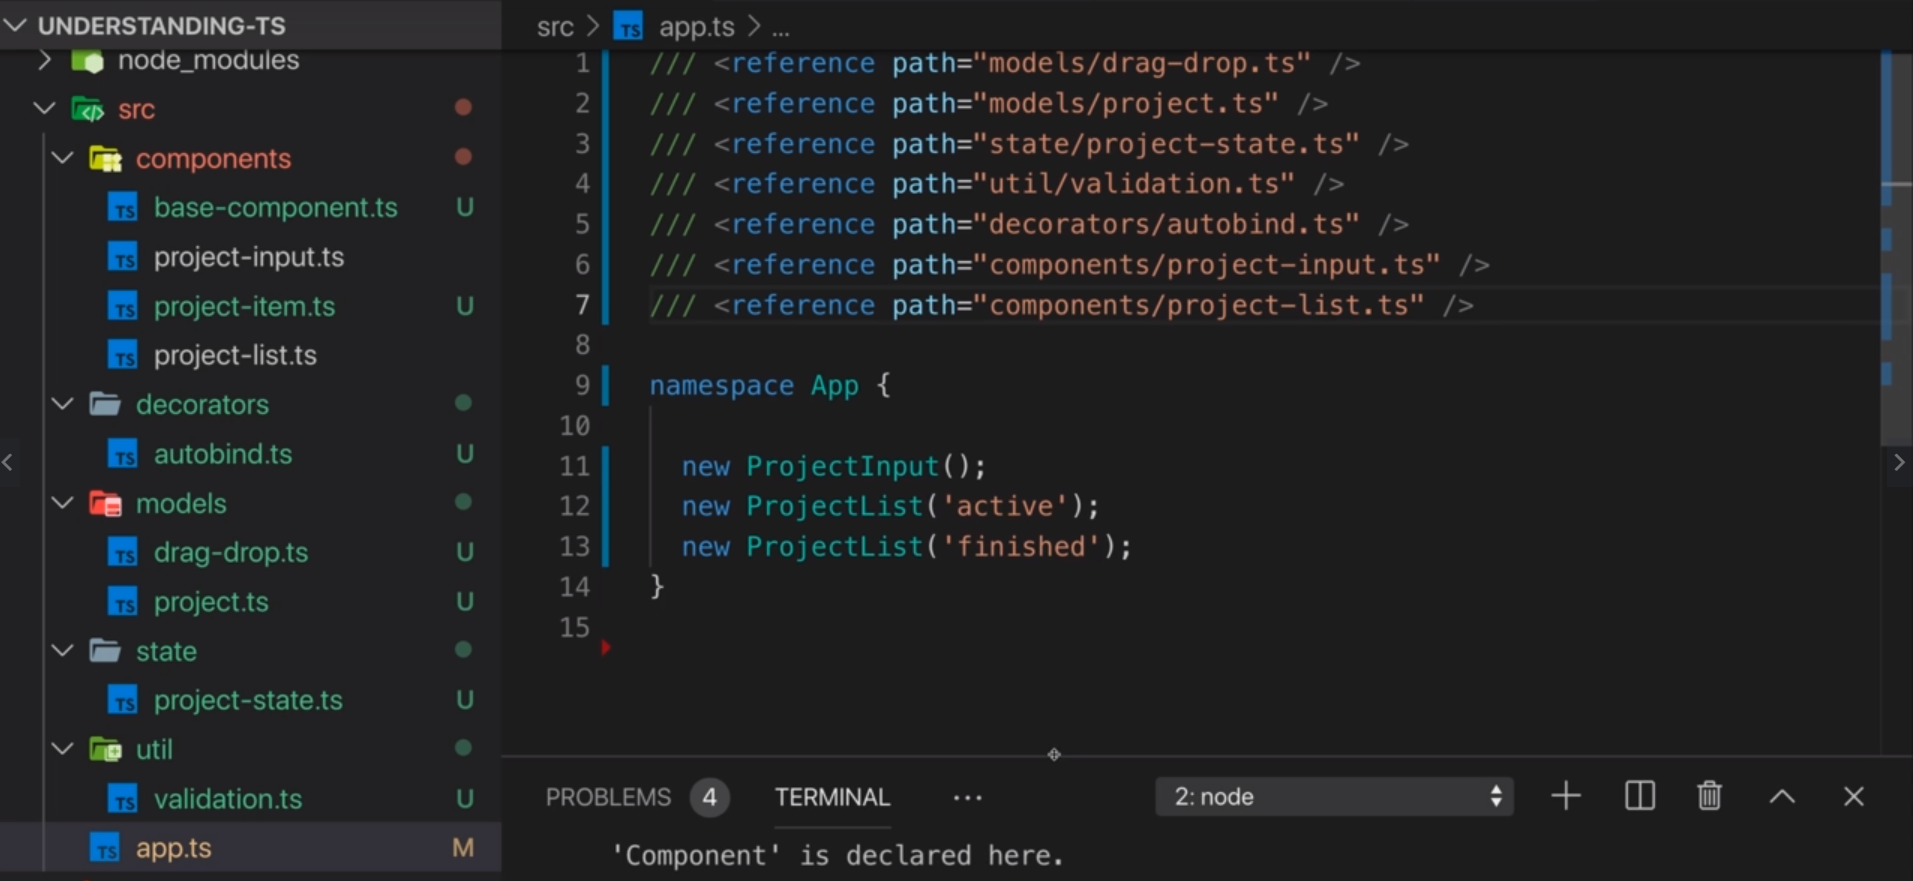 UNDERSTANDING-TS
node_modules
src
components
TS base-component.ts U
TS project-input.ts
TS project-item.ts U
TS project-list.ts
decorators
TS autobind.ts U
models
TS drag-drop.ts U
TS project.ts U
state
TS project-state.ts U
util
TS validation.ts U
TS app.ts M
src > TS app.ts > ...
1 /// <reference path="models/drag-drop.ts" />
2 /// <reference path="models/project.ts" />
3 /// <reference path="state/project-state.ts" />
4 /// <reference path="util/validation.ts" />
5 /// <reference path="decorators/autobind.ts" />
6 /// <reference path="components/project-input.ts" />
7 /// <reference path="components/project-list.ts" />
8
9 namespace App {
10
11 new ProjectInput();
12 new ProjectList('active');
13 new ProjectList('finished');
14 }
15
PROBLEMS 4 TERMINAL ... 2: node
'Component' is declared here.